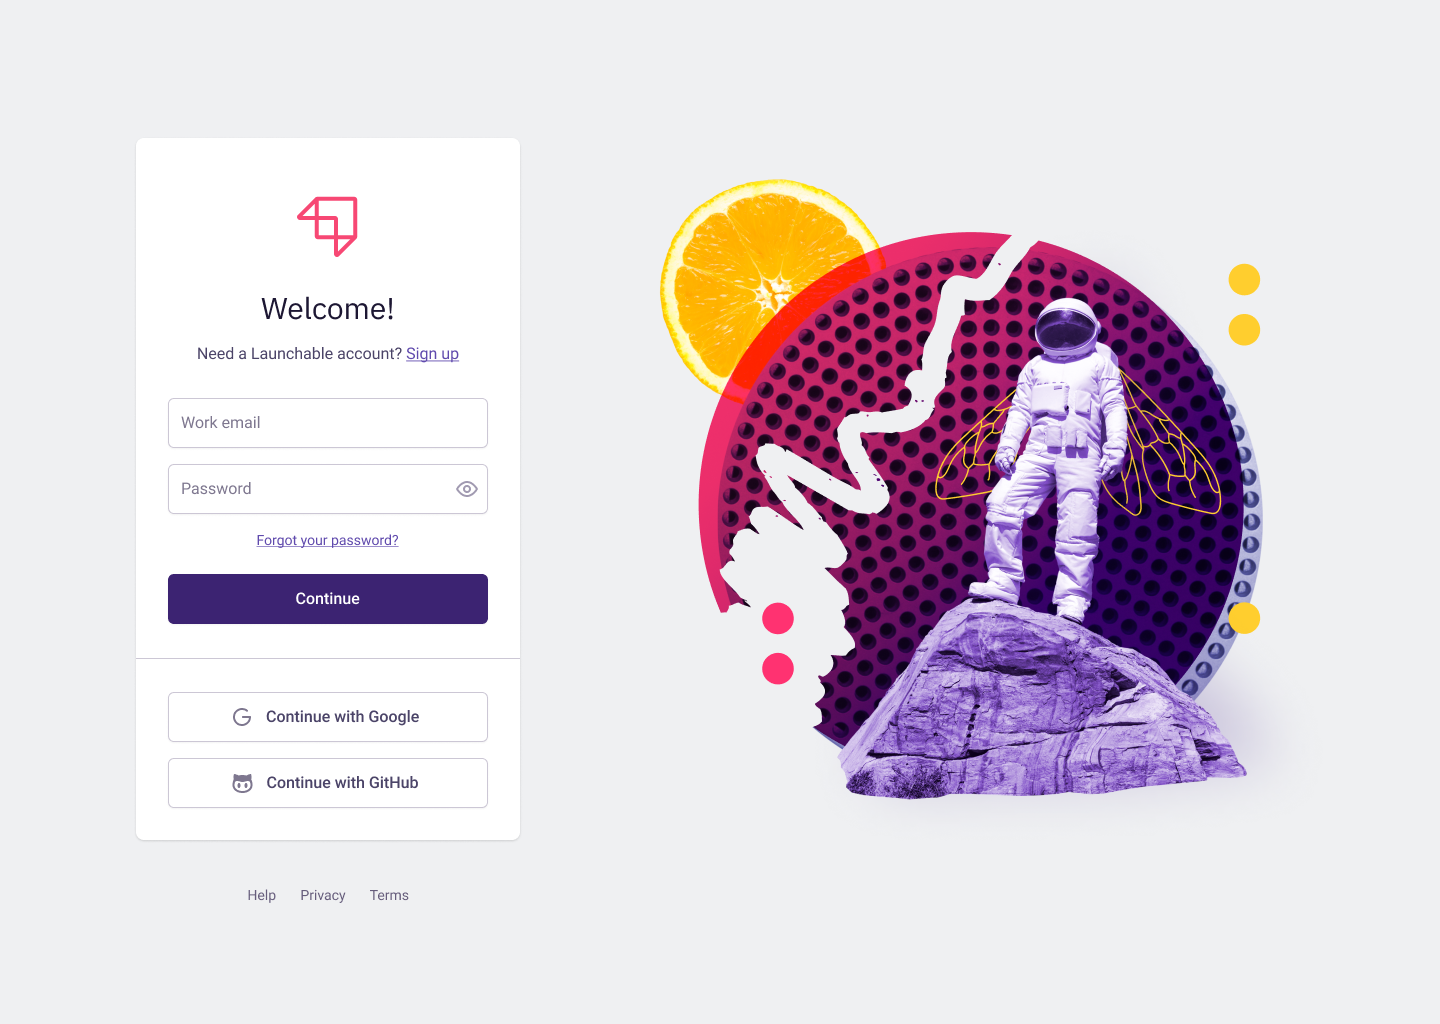 Welcome!
Need a Launchable account? Sign up
Work email
Password
Forgot your password?
Continue
Continue with Google
Continue with GitHub
Help Privacy Terms